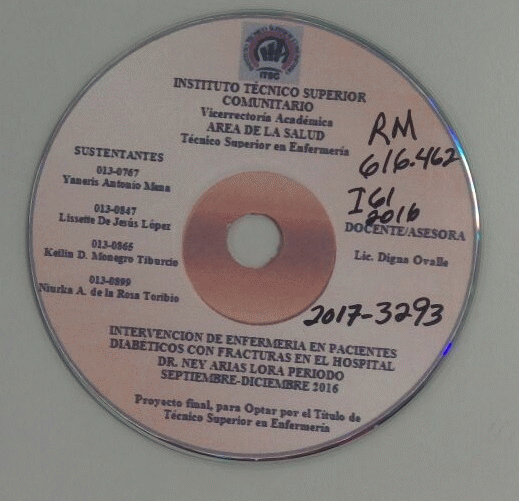 ITSC
INSTITUTO TÉCNICO SUPERIOR
COMUNITARIO
Vicerrectoría Académica
AREA DE LA SALUD
Técnico Superior en Enfermería
RM
616.462
I61
2016
SUSTENTANTES
013-0767
Yaneris Antonio Mena
013-0847
Lissette De Jesús López
013-0865
Keilin D. Monegro Tiburcio
013-0899
Niurka A. de la Rosa Toribio
DOCENTE/ASESORA
Lic. Digna Ovalle
2017-3293
INTERVENCION DE ENFERMERIA EN PACIENTES
DIABÉTICOS CON FRACTURAS EN EL HOSPITAL
DR. NEY ARIAS LORA PERIODO
SEPTIEMBRE-DICIEMBRE 2016
Proyecto final, para Optar por el Título de
Técnico Superior en Enfermería